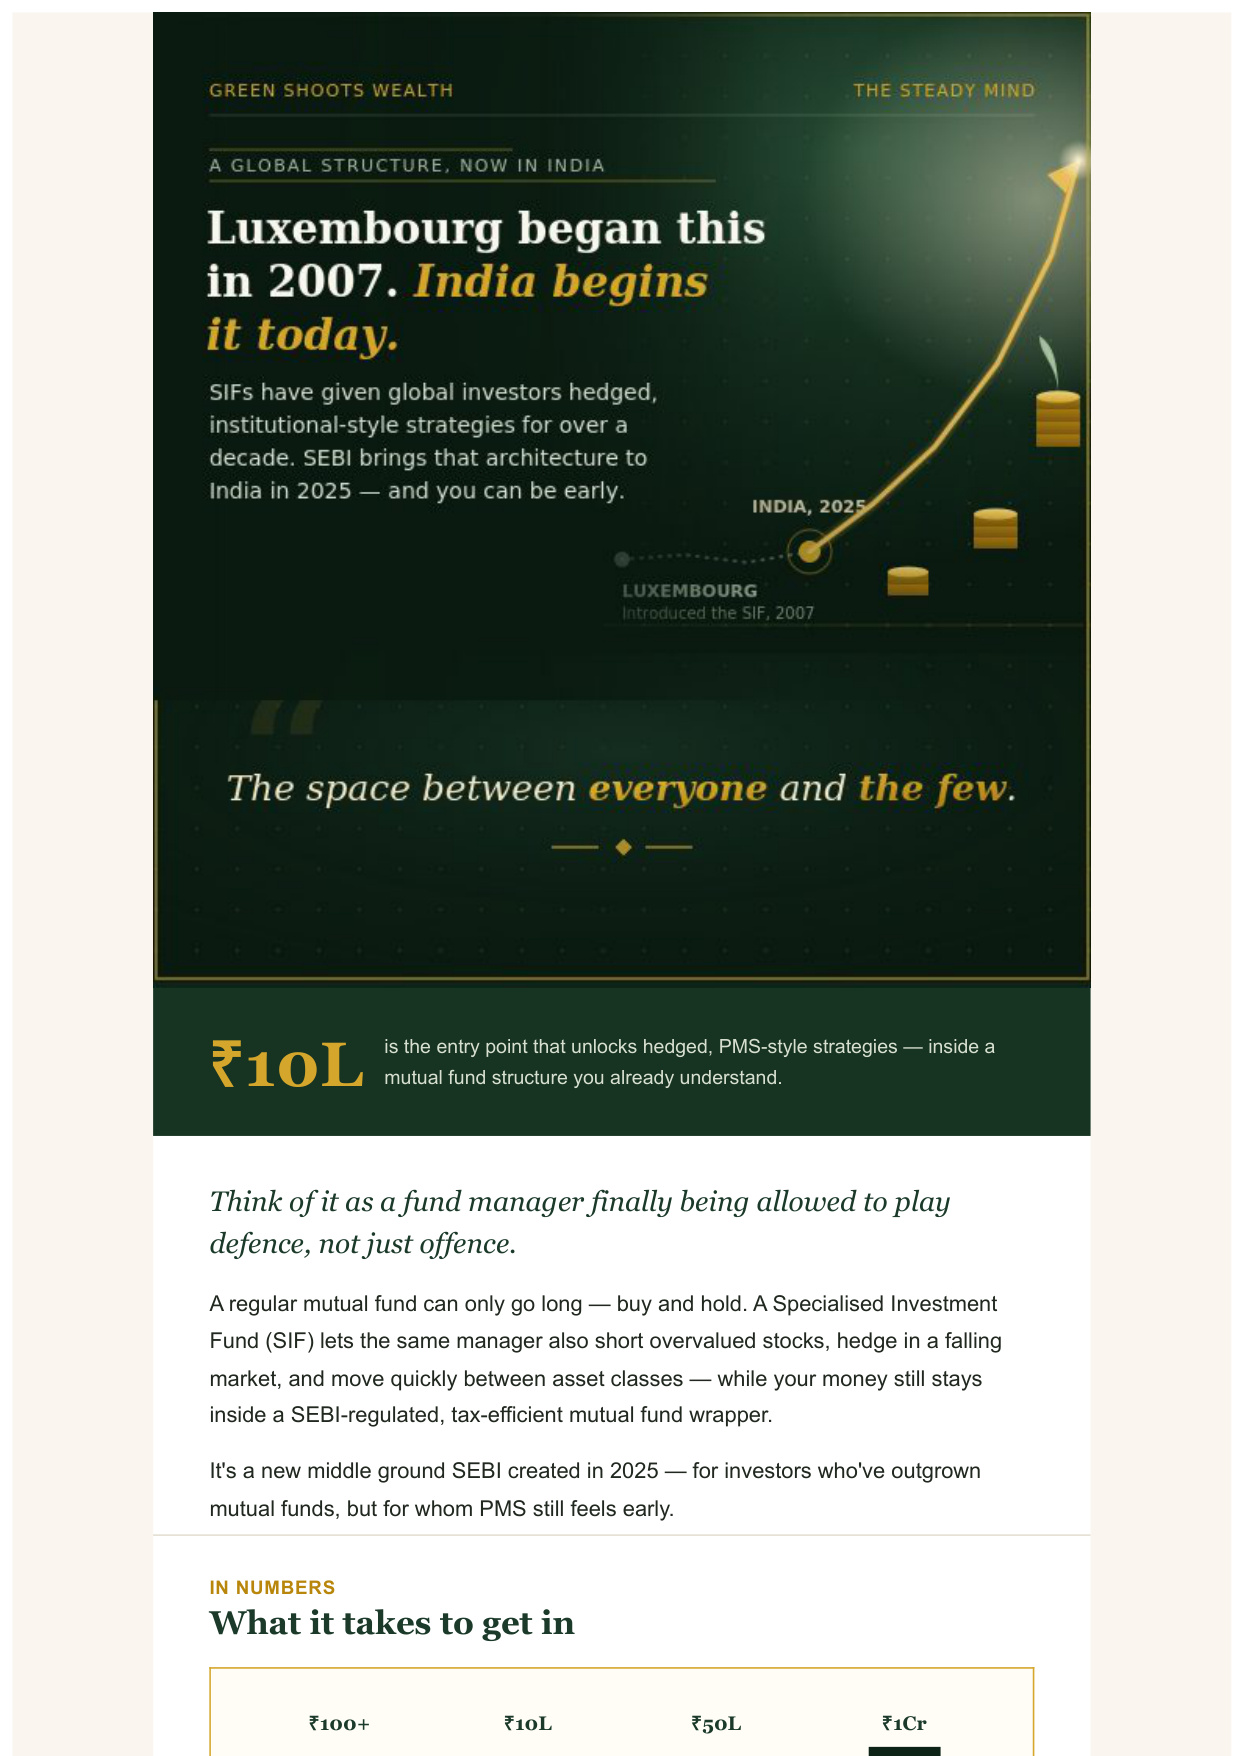 GREEN SHOOTS WEALTH
THE STEADY MIND
A GLOBAL STRUCTURE, NOW IN INDIA
Luxembourg began this
in 2007. India begins
it today.
SIFs have given global investors hedged,
institutional-style strategies for over a
decade. SEBI brings that architecture to
India in 2025 — and you can be early.
INDIA, 2025
LUXEMBOURG
Introduced the SIF, 2007
“
The space between everyone and the few.
₹10L
is the entry point that unlocks hedged, PMS-style strategies — inside a
mutual fund structure you already understand.
Think of it as a fund manager finally being allowed to play
defence, not just offence.
A regular mutual fund can only go long — buy and hold. A Specialised Investment
Fund (SIF) lets the same manager also short overvalued stocks, hedge in a falling
market, and move quickly between asset classes — while your money still stays
inside a SEBI-regulated, tax-efficient mutual fund wrapper.
It's a new middle ground SEBI created in 2025 — for investors who've outgrown
mutual funds, but for whom PMS still feels early.
IN NUMBERS
What it takes to get in
₹100+ ₹10L ₹50L ₹1Cr